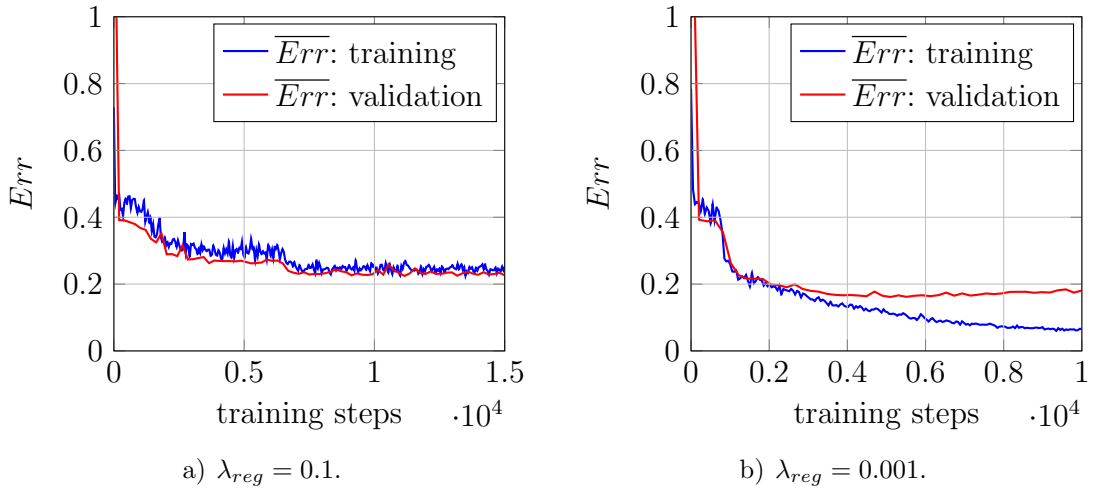 1
0.8
0.6
0.4
0.2
0
Err
Err: training
Err: validation
0 0.5 1 1.5
training steps ·10^4
a) λ_reg = 0.1.
1
0.8
0.6
0.4
0.2
0
Err
Err: training
Err: validation
0 0.2 0.4 0.6 0.8 1
training steps ·10^4
b) λ_reg = 0.001.